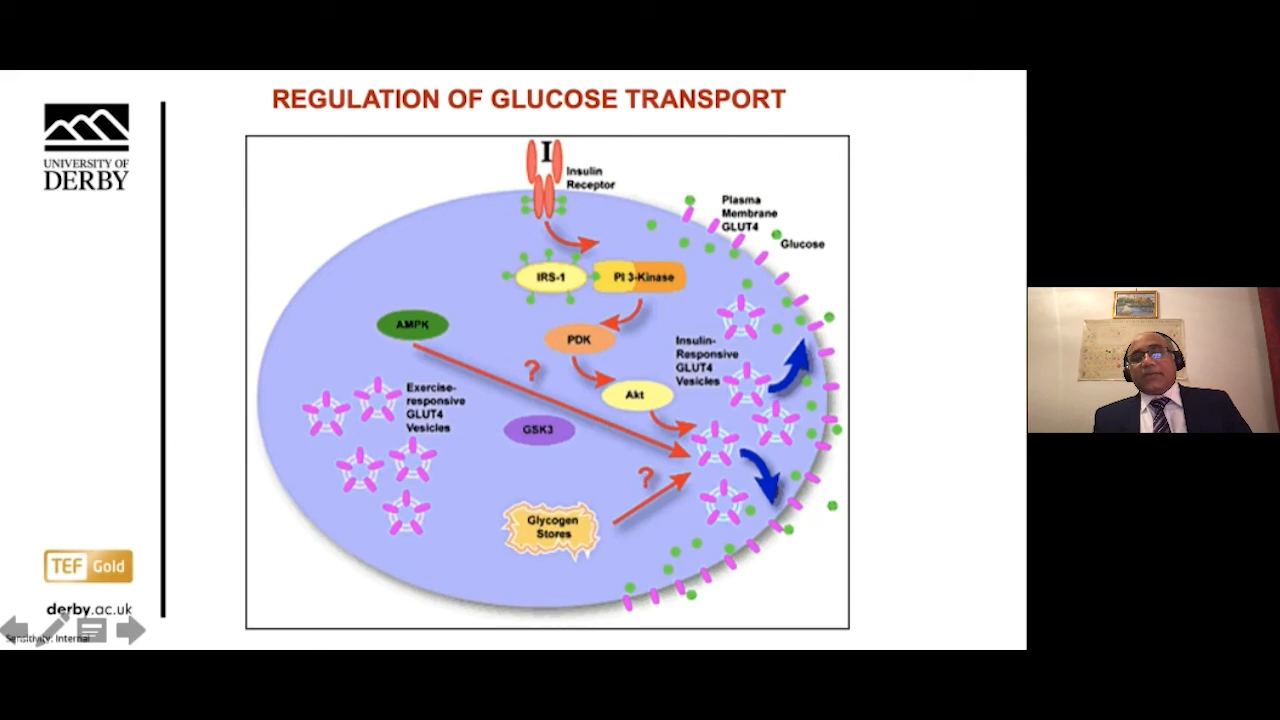 REGULATION OF GLUCOSE TRANSPORT
UNIVERSITY OF
DERBY
I
Insulin
Receptor
Plasma
Membrane
GLUT4
Glucose
IRS-1
PI 3-Kinase
AMPK
PDK
?
Insulin-
Responsive
GLUT4
Vesicles
Exercise-
responsive
GLUT4
Vesicles
Akt
GSK3
?
Glycogen
Stores
TEF Gold
derby.ac.uk
Sensitivity: Internal